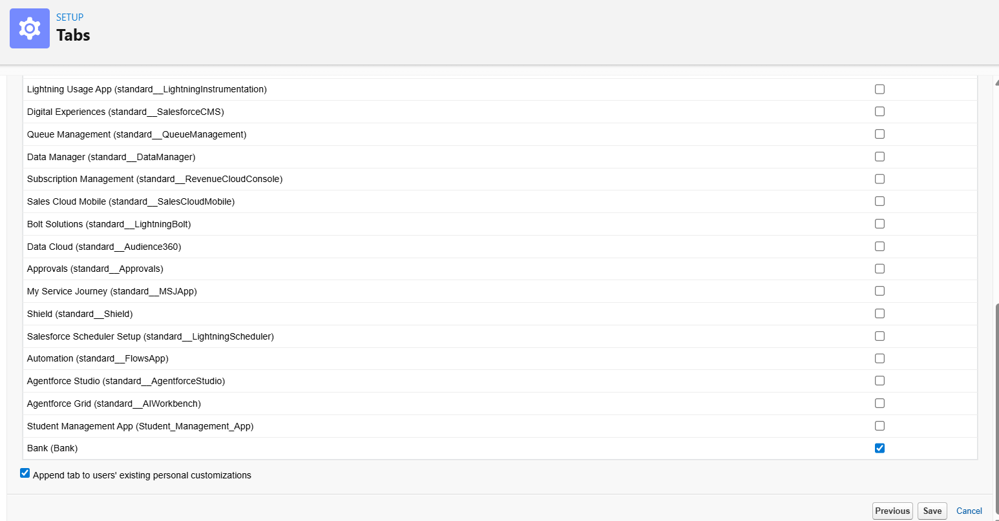 SETUP
Tabs
Lightning Usage App (standard__LightningInstrumentation)
Digital Experiences (standard__SalesforceCMS)
Queue Management (standard__QueueManagement)
Data Manager (standard__DataManager)
Subscription Management (standard__RevenueCloudConsole)
Sales Cloud Mobile (standard__SalesCloudMobile)
Bolt Solutions (standard__LightningBolt)
Data Cloud (standard__Audience360)
Approvals (standard__Approvals)
My Service Journey (standard__MSJApp)
Shield (standard__Shield)
Salesforce Scheduler Setup (standard__LightningScheduler)
Automation (standard__FlowsApp)
Agentforce Studio (standard__AgentforceStudio)
Agentforce Grid (standard__AIWorkbench)
Student Management App (Student_Management_App)
Bank (Bank)
Append tab to users' existing personal customizations
Previous Save Cancel